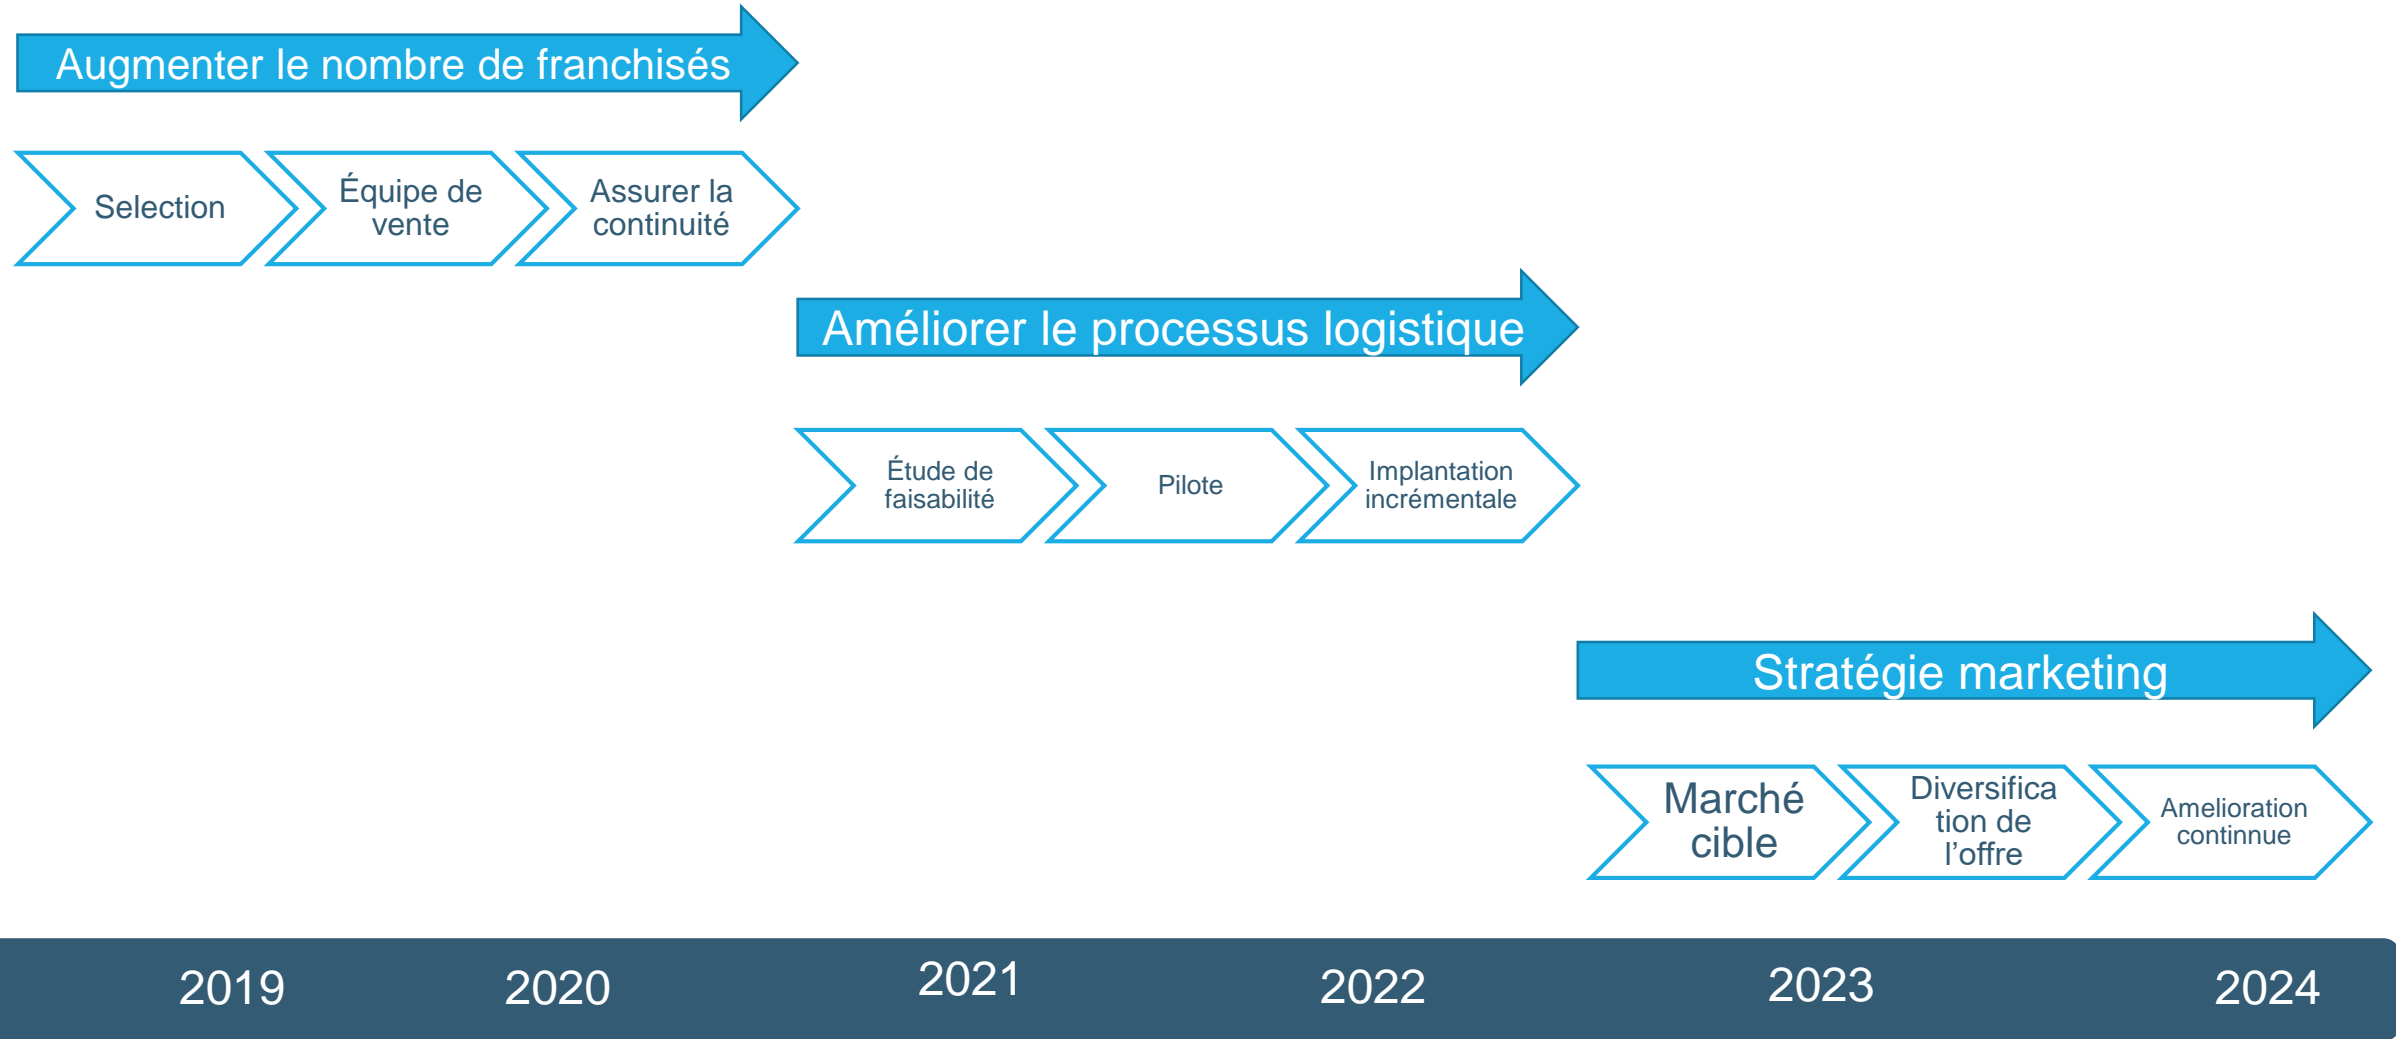 Augmenter le nombre de franchisés
Selection
Équipe de
vente
Assurer la
continuité
Améliorer le processus logistique
Étude de
faisabilité
Pilote
Implantation
incrémentale
Stratégie marketing
Marché
cible
Diversifica
tion de
l’offre
Amelioration
continnue
2019
2020
2021
2022
2023
2024